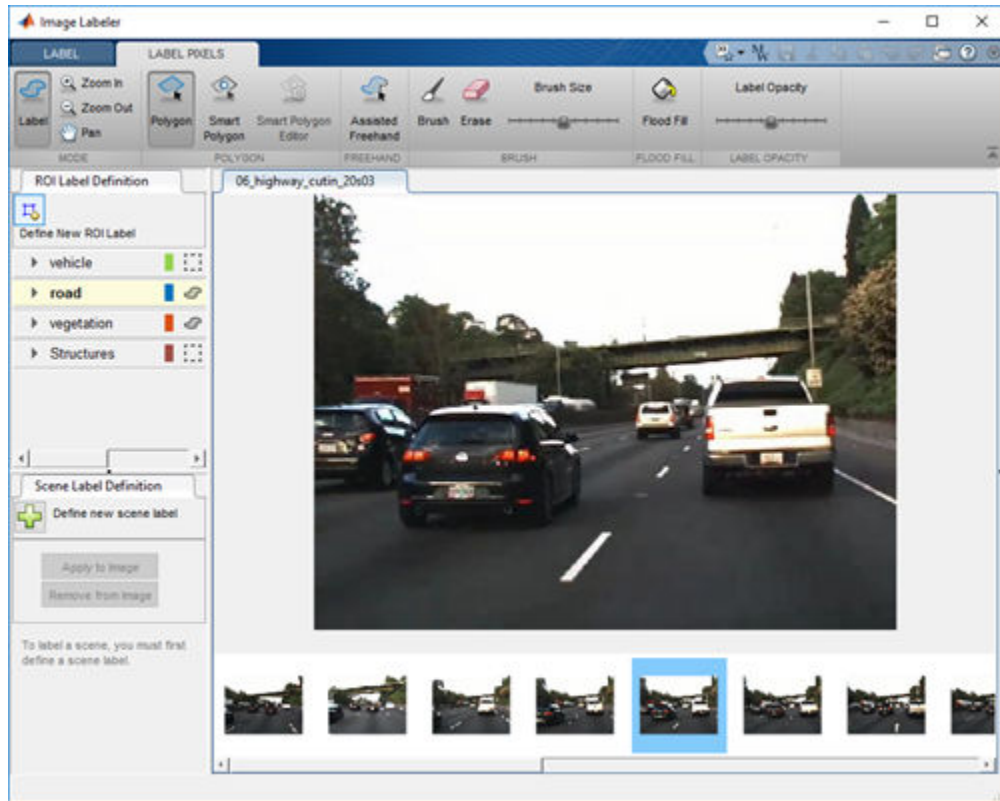 Image Labeler
LABEL
LABEL PIXELS
Label
Zoom In
Zoom Out
Pan
Polygon
Smart
Polygon
Smart Polygon
Editor
Assisted
Freehand
Brush
Erase
Brush Size
Flood Fill
Label Opacity
MODE
POLYGON
FREEHAND
BRUSH
FLOOD FILL
LABEL OPACITY
ROI Label Definition
06_highway_cutin_20s03
Define New ROI Label
vehicle
road
vegetation
Structures
Scene Label Definition
Define new scene label
Apply to Image
Remove from Image
To label a scene, you must first
define a scene label.